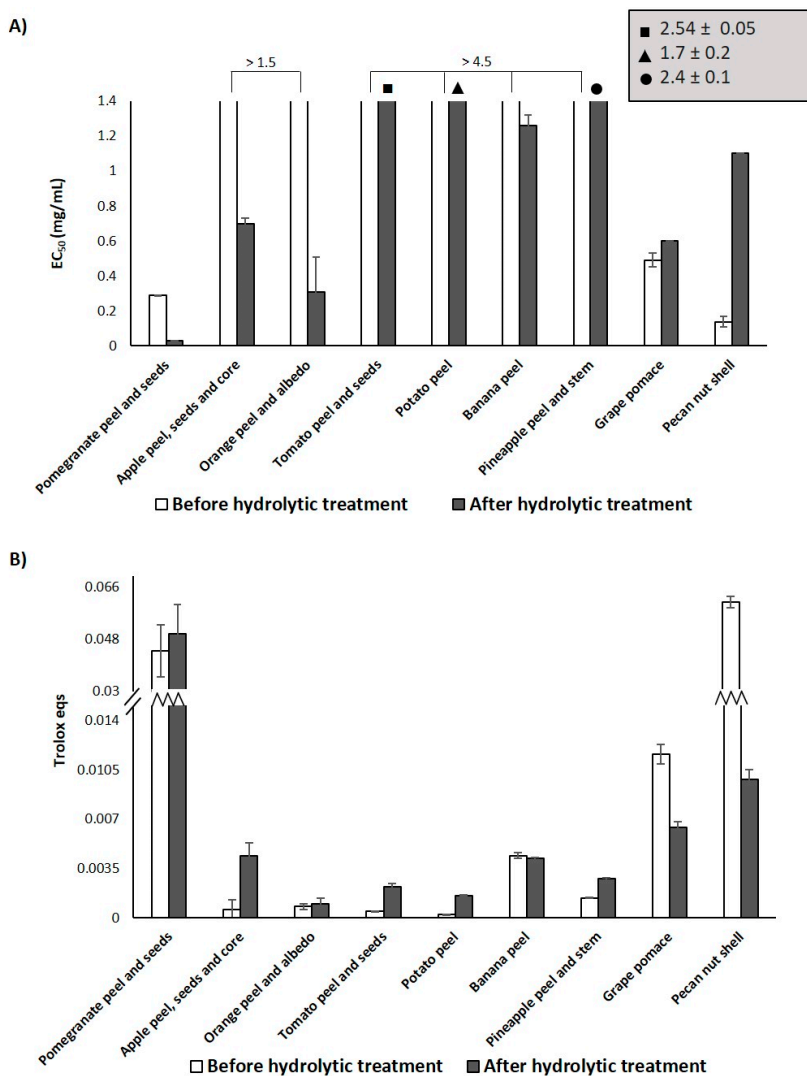 A)
■ 2.54 ± 0.05
▲ 1.7 ± 0.2
● 2.4 ± 0.1
> 1.5
> 4.5
■
▲
●
EC50 (mg/mL)
1.4
1.2
1
0.8
0.6
0.4
0.2
0
Pomegranate peel and seeds
Apple peel, seeds and core
Orange peel and albedo
Tomato peel and seeds
Potato peel
Banana peel
Pineapple peel and stem
Grape pomace
Pecan nut shell
Before hydrolytic treatment
After hydrolytic treatment
B)
Trolox eqs
0.066
0.048
0.03
0.014
0.0105
0.007
0.0035
0
Pomegranate peel and seeds
Apple peel, seeds and core
Orange peel and albedo
Tomato peel and seeds
Potato peel
Banana peel
Pineapple peel and stem
Grape pomace
Pecan nut shell
Before hydrolytic treatment
After hydrolytic treatment